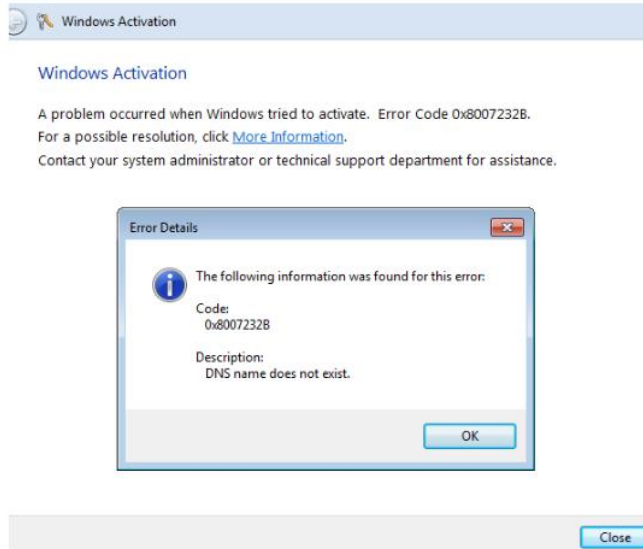 Windows Activation
Windows Activation
A problem occurred when Windows tried to activate. Error Code 0x8007232B.
For a possible resolution, click More Information.
Contact your system administrator or technical support department for assistance.
Error Details
The following information was found for this error:
Code:
0x8007232B
Description:
DNS name does not exist.
OK
Close